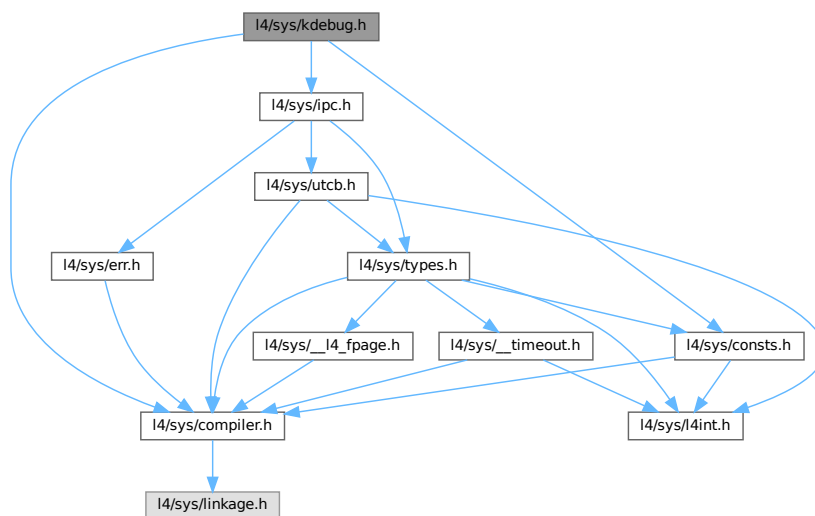 l4/sys/kdebug.h
l4/sys/ipc.h
l4/sys/utcb.h
l4/sys/err.h
l4/sys/types.h
l4/sys/__l4_fpage.h
l4/sys/__timeout.h
l4/sys/consts.h
l4/sys/compiler.h
l4/sys/l4int.h
l4/sys/linkage.h